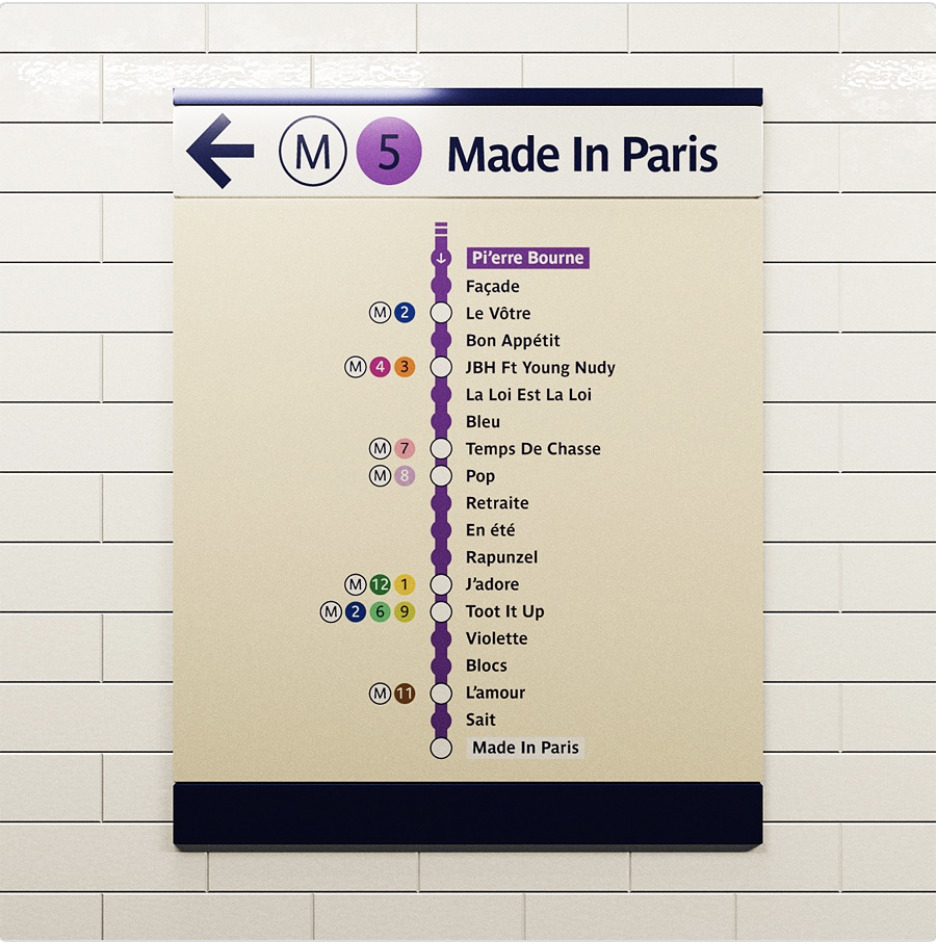 ← M 5 Made In Paris
Pi'erre Bourne
Façade
M 2 Le Vôtre
Bon Appétit
M 4 3 JBH Ft Young Nudy
La Loi Est La Loi
Bleu
M 7 Temps De Chasse
M 8 Pop
Retraite
En été
Rapunzel
M 12 1 J'adore
M 2 6 9 Toot It Up
Violette
Blocs
M 11 L'amour
Sait
Made In Paris